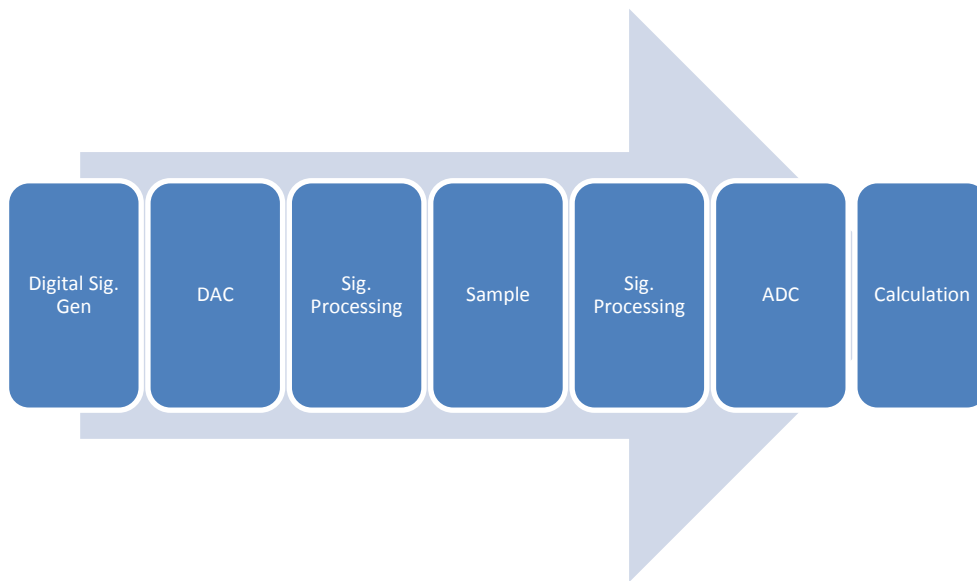 Digital Sig.
Gen
DAC
Sig.
Processing
Sample
Sig.
Processing
ADC
Calculation